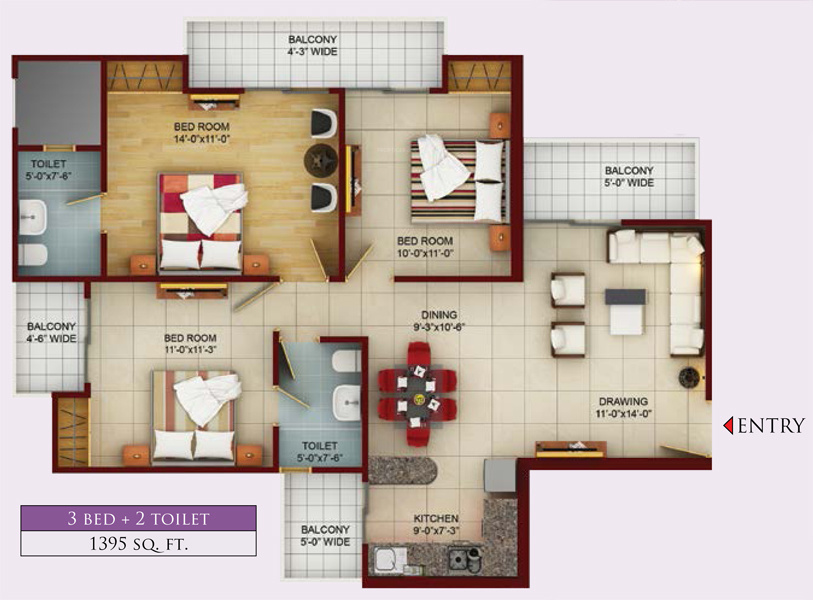 BALCONY
4'-3" WIDE
BED ROOM
14'-0"x11'-0"
TOILET
5'-0"x7'-6"
BALCONY
5'-0" WIDE
BED ROOM
10'-0"x11'-0"
BALCONY
4'-6" WIDE
BED ROOM
11'-0"x11'-3"
DINING
9'-3"x10'-6"
DRAWING
11'-0"x14'-0"
ENTRY
TOILET
5'-0"x7'-6"
3 BED + 2 TOILET
1395 SQ. FT.
BALCONY
5'-0" WIDE
KITCHEN
9'-0"x7'-3"